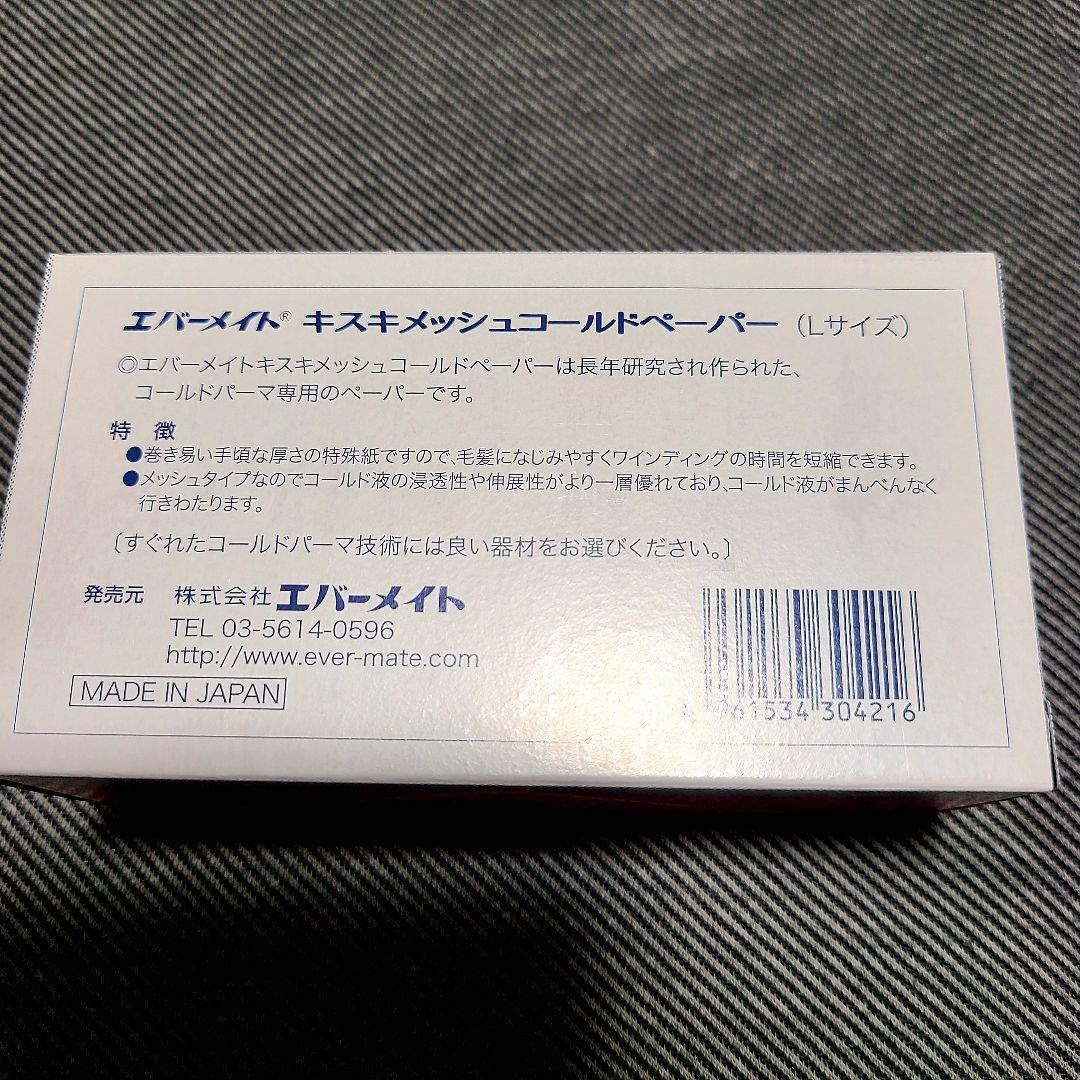 エバーメイト® キスキメッシュコールドペーパー（Lサイズ）
◎エバーメイトキスキメッシュコールドペーパーは長年研究され作られた、
コールドパーマ専用のペーパーです。
特 徴
●巻き易い手頃な厚さの特殊紙ですので、毛髪になじみやすくワインディングの時間を短縮できます。
●メッシュタイプなのでコールド液の浸透性や伸展性がより一層優れており、コールド液がまんべんなく
行きわたります。
〔すぐれたコールドパーマ技術には良い器材をお選びください。〕
発売元 株式会社エバーメイト
TEL 03-5614-0596
http://www.ever-mate.com
MADE IN JAPAN
4 961534 304216